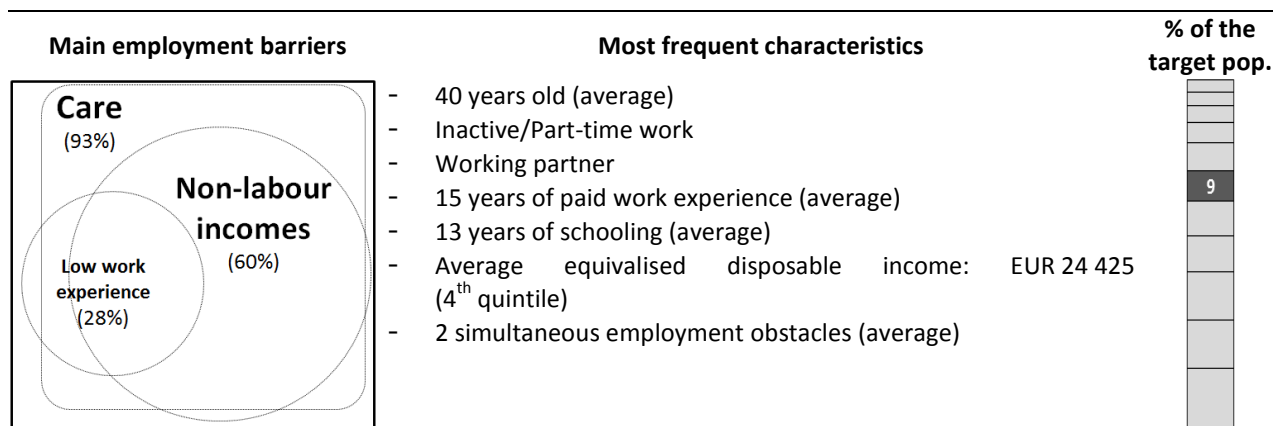 Main employment barriers
Most frequent characteristics
% of the
target pop.
Care
(93%)
Non-labour
incomes
(60%)
Low work
experience
(28%)
- 40 years old (average)
- Inactive/Part-time work
- Working partner
- 15 years of paid work experience (average)
- 13 years of schooling (average)
- Average equivalised disposable income: EUR 24 425
(4th quintile)
- 2 simultaneous employment obstacles (average)
9